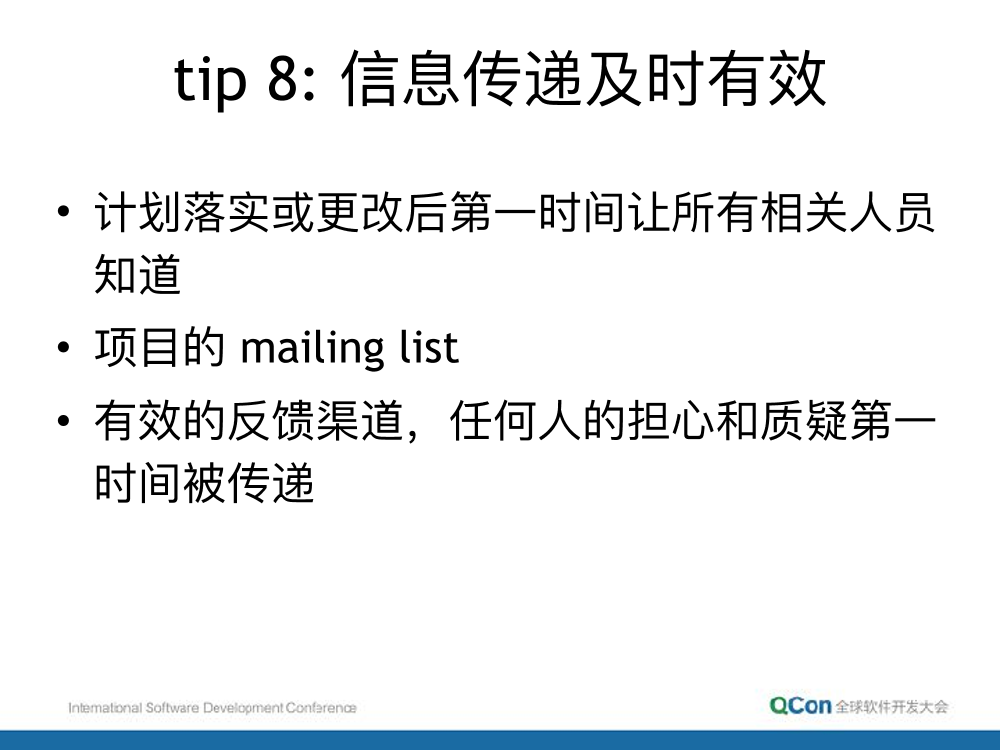 tip 8: 信息传递及时有效
• 计划落实或更改后第一时间让所有相关人员
知道
• 项目的 mailing list
• 有效的反馈渠道，任何人的担心和质疑第一
时间被传递
International Software Development Conference
QCon 全球软件开发大会